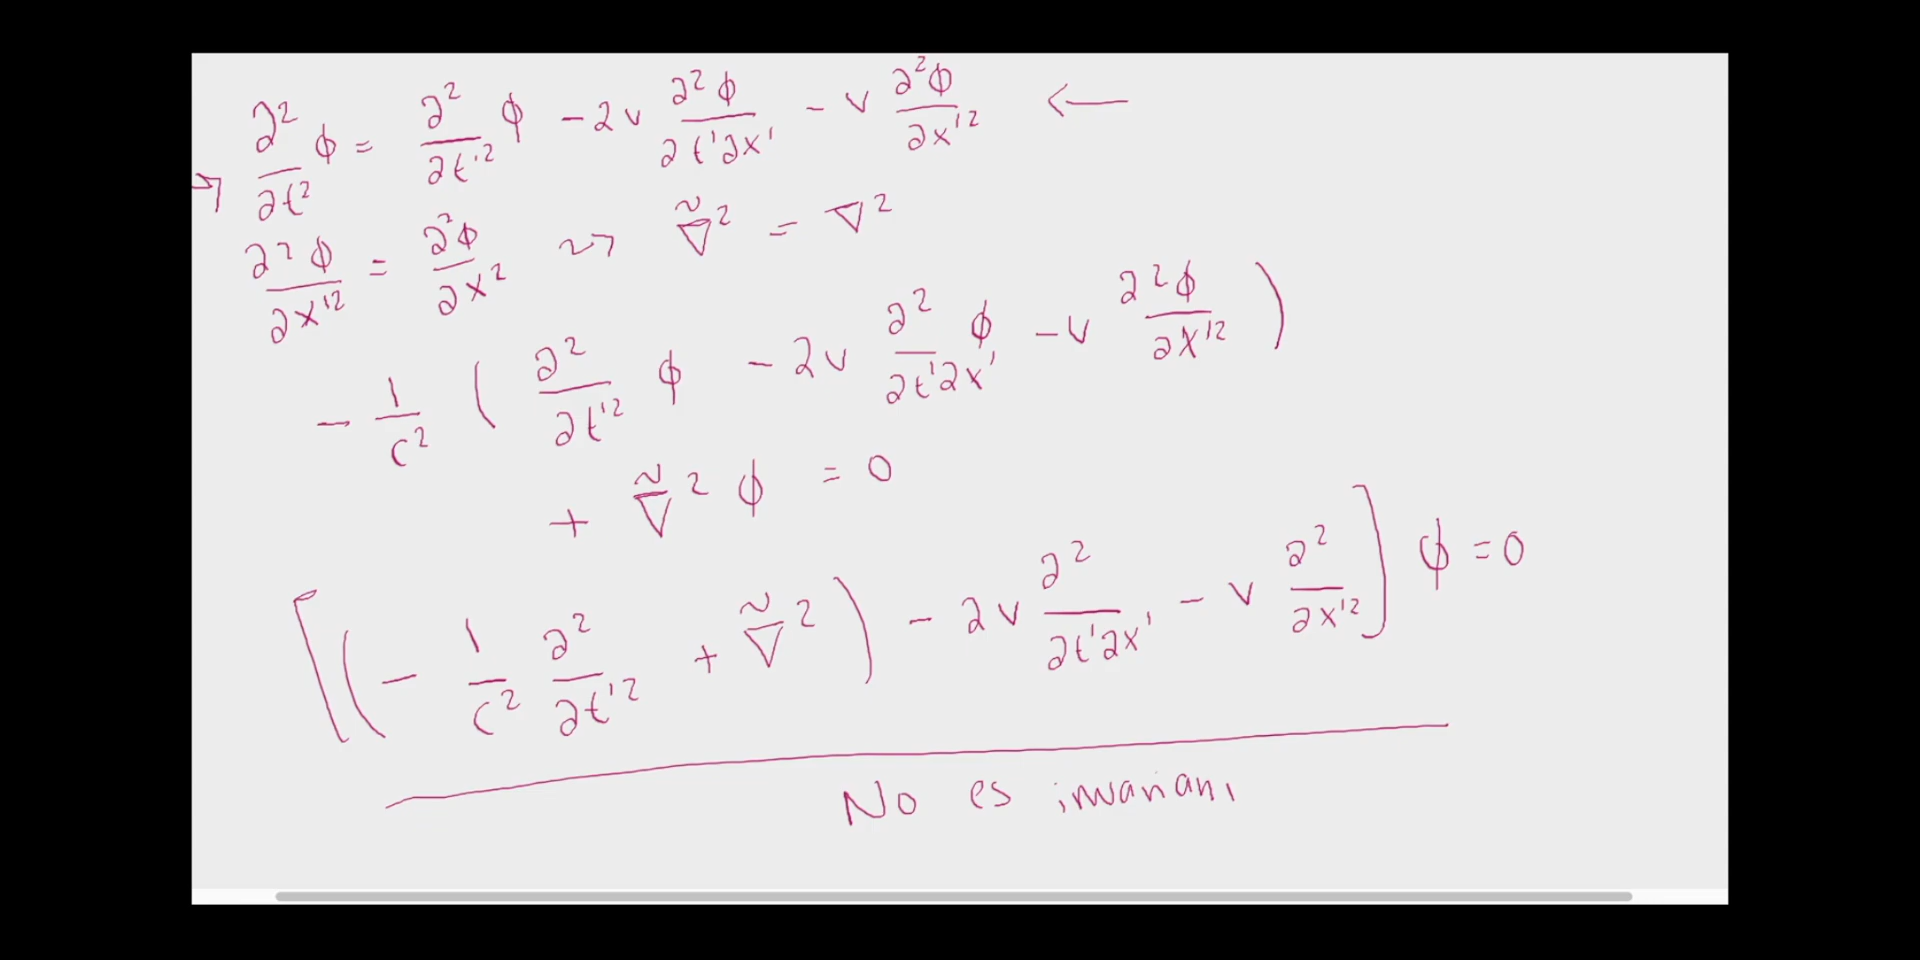 ∂²/∂t² ϕ = ∂²/∂t'² ϕ - 2v ∂²ϕ/∂t'∂x' - v ∂²ϕ/∂x'² ←
∂²ϕ/∂x'² = ∂²ϕ/∂x² ⇝ ∇̃² = ∇²
- 1/c² ( ∂²/∂t'² ϕ - 2v ∂²/∂t'∂x' ϕ - v ∂²ϕ/∂x'² )
+ ∇̃² ϕ = 0
[(- 1/c² ∂²/∂t'² + ∇̃²) - 2v ∂²/∂t'∂x' - v ∂²/∂x'²] ϕ = 0
No es invarian